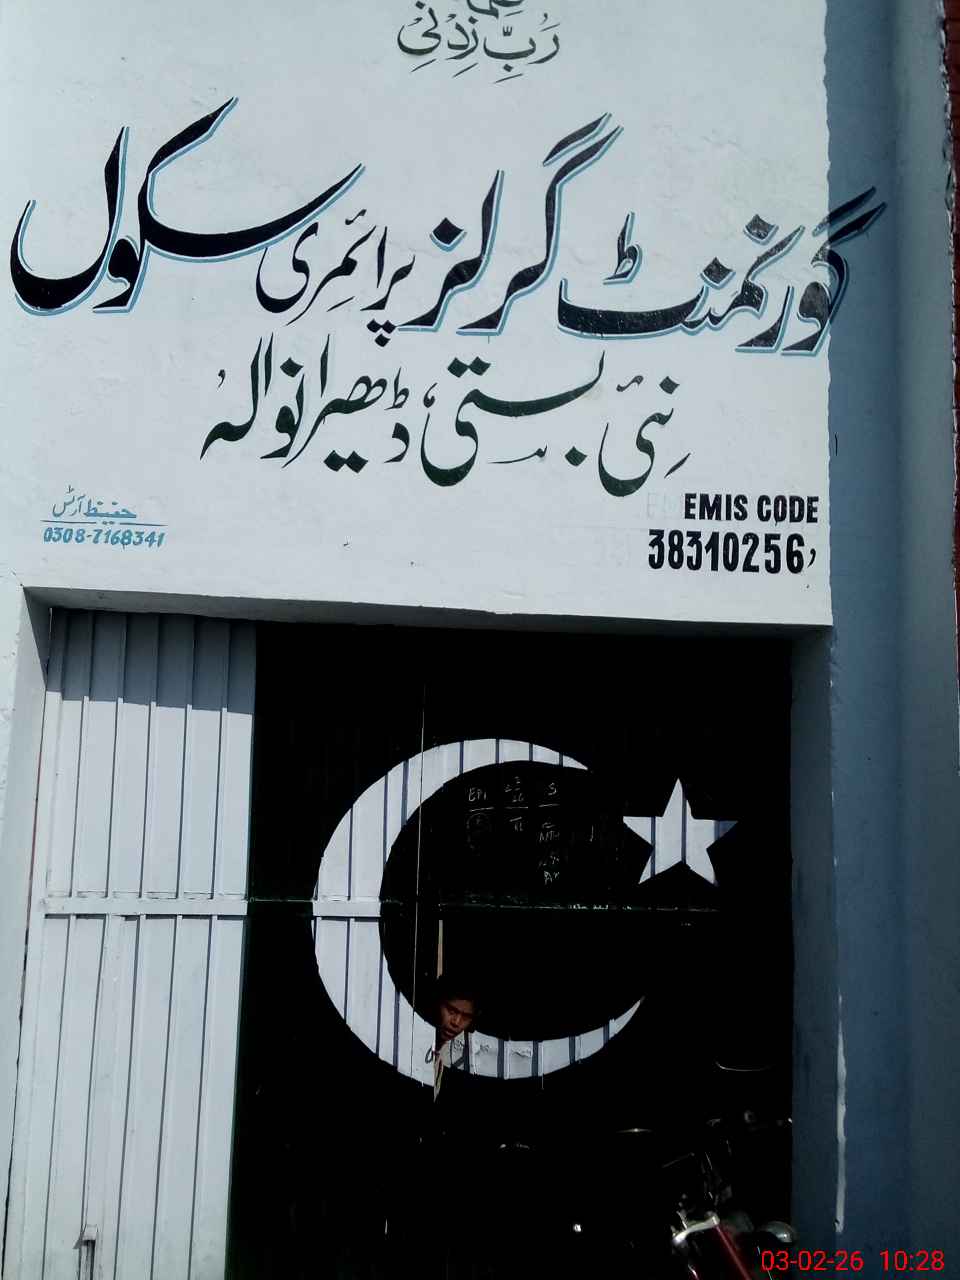 رَبِّ زِدْنِیْ
گورنمنٹ گرلز پرائمری سکول
نئی بستی، ڈھیرانوالہ
EMIS CODE
38310256,
حفیظ آرٹس
0308-7168341
EPI
S
03-02-26 10:28